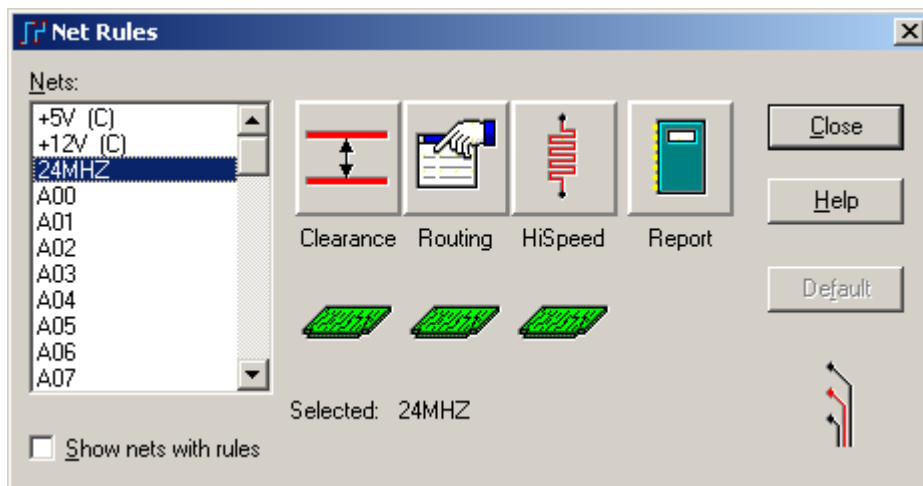 Net Rules
Nets:
+5V (C)
+12V (C)
24MHZ
A00
A01
A02
A03
A04
A05
A06
A07
Clearance Routing HiSpeed Report
Selected: 24MHZ
Show nets with rules
Close
Help
Default